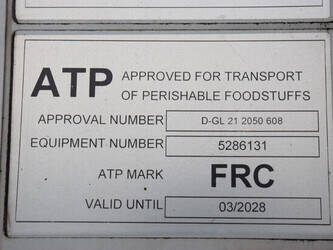 ATP APPROVED FOR TRANSPORT
OF PERISHABLE FOODSTUFFS
APPROVAL NUMBER D-GL 21 2050 608
EQUIPMENT NUMBER 5286131
ATP MARK FRC
VALID UNTIL 03/2028